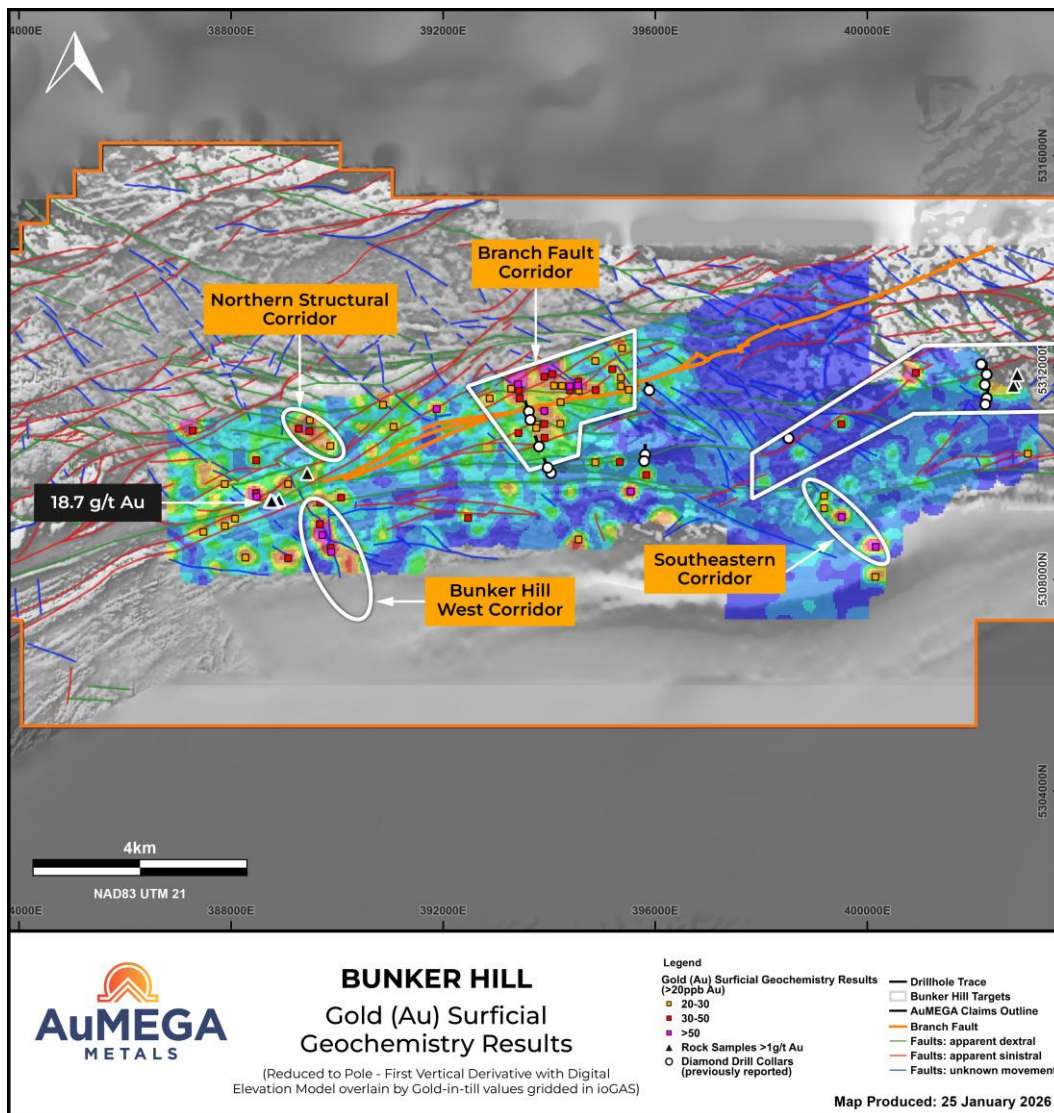 4000E
388000E
392000E
396000E
400000E
5316000N
Branch Fault
Corridor
Northern Structural
Corridor
5312000N
18.7 g/t Au
Bunker Hill
West Corridor
Southeastern
Corridor
5308000N
5304000N
4km
NAD83 UTM 21
4000E
388000E
392000E
396000E
400000E
AuMEGA
METALS
BUNKER HILL
Gold (Au) Surficial
Geochemistry Results
(Reduced to Pole - First Vertical Derivative with Digital
Elevation Model overlain by Gold-in-till values gridded in ioGAS)
Legend
Gold (Au) Surficial Geochemistry Results
(>20ppb Au)
20-30
30-50
>50
Rock Samples >1g/t Au
Diamond Drill Collars
(previously reported)
Drillhole Trace
Bunker Hill Targets
AuMEGA Claims Outline
Branch Fault
Faults: apparent dextral
Faults: apparent sinistral
Faults: unknown movement
Map Produced: 25 January 2026